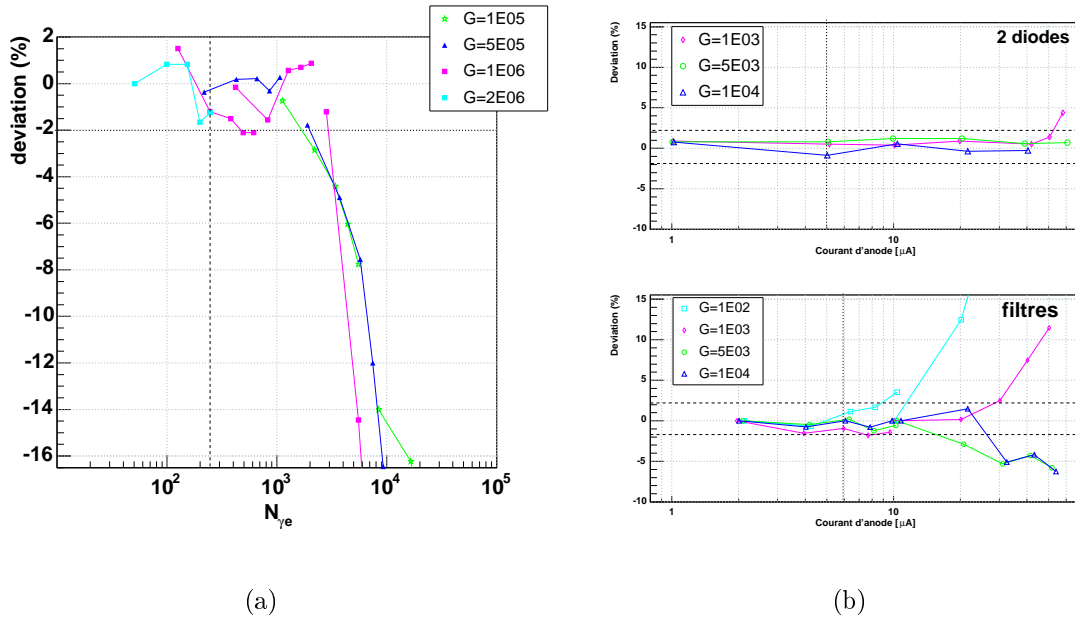 deviation (%)
2
0
-2
-4
-6
-8
-10
-12
-14
-16
10²
10³
10⁴
10⁵
Nγe
G=1E05
G=5E05
G=1E06
G=2E06
(a)
Deviation (%)
15
10
5
0
-5
-10
1
10
Courant d'anode [μA]
2 diodes
G=1E03
G=5E03
G=1E04
Deviation (%)
15
10
5
0
-5
-10
1
10
Courant d'anode [μA]
filtres
G=1E02
G=1E03
G=5E03
G=1E04
(b)